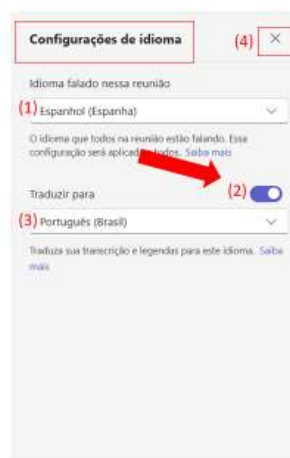 Configurações de idioma (4) ×
Idioma falado nessa reunião
(1) Espanhol (Espanha)
O idioma que todos na reunião estão falando. Essa
configuração será aplicada todos. Saiba mais
Traduzir para (2)
(3) Português (Brasil)
Traduza sua transcrição e legendas para este idioma. Saiba
mais